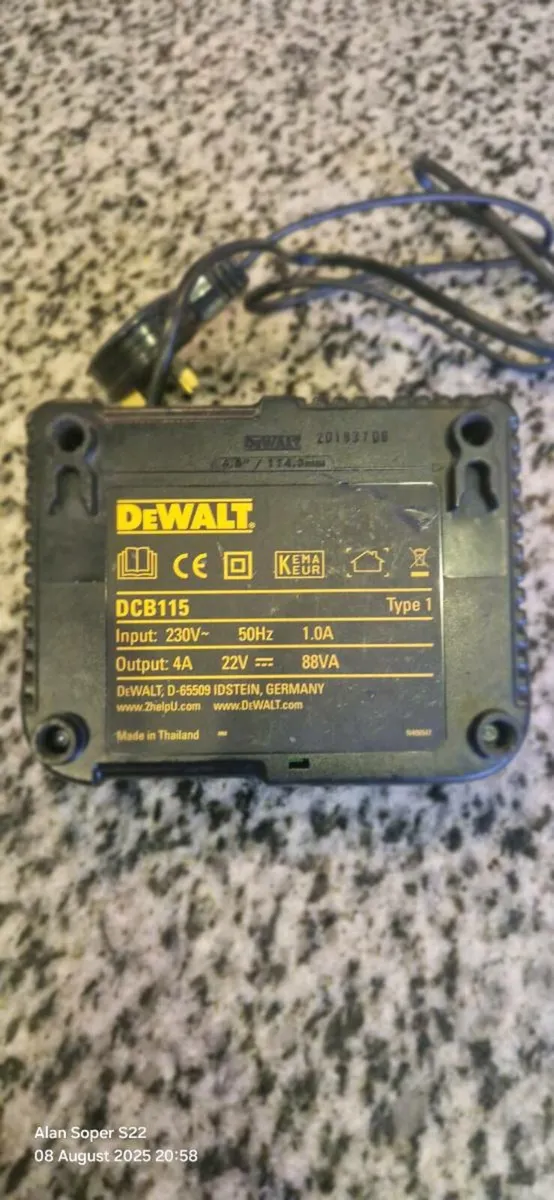 DEWALT
20183708
4.5" / 114.3mm
DEWALT®
CE KEMA EUR
DCB115 Type 1
Input: 230V~ 50Hz 1.0A
Output: 4A 22V ⎓ 88VA
DEWALT, D-65509 IDSTEIN, GERMANY
www.2helpU.com www.DEWALT.com
Made in Thailand
Alan Soper S22
08 August 2025 20:58